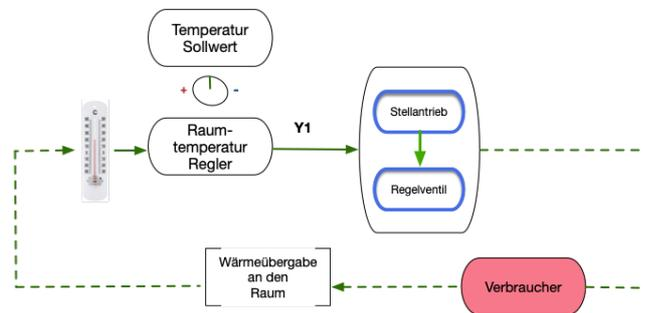 Temperatur
Sollwert
+
-
C
Raum-
temperatur
Regler
Y1
Stellantrieb
Regelventil
Wärmeübergabe
an den
Raum
Verbraucher